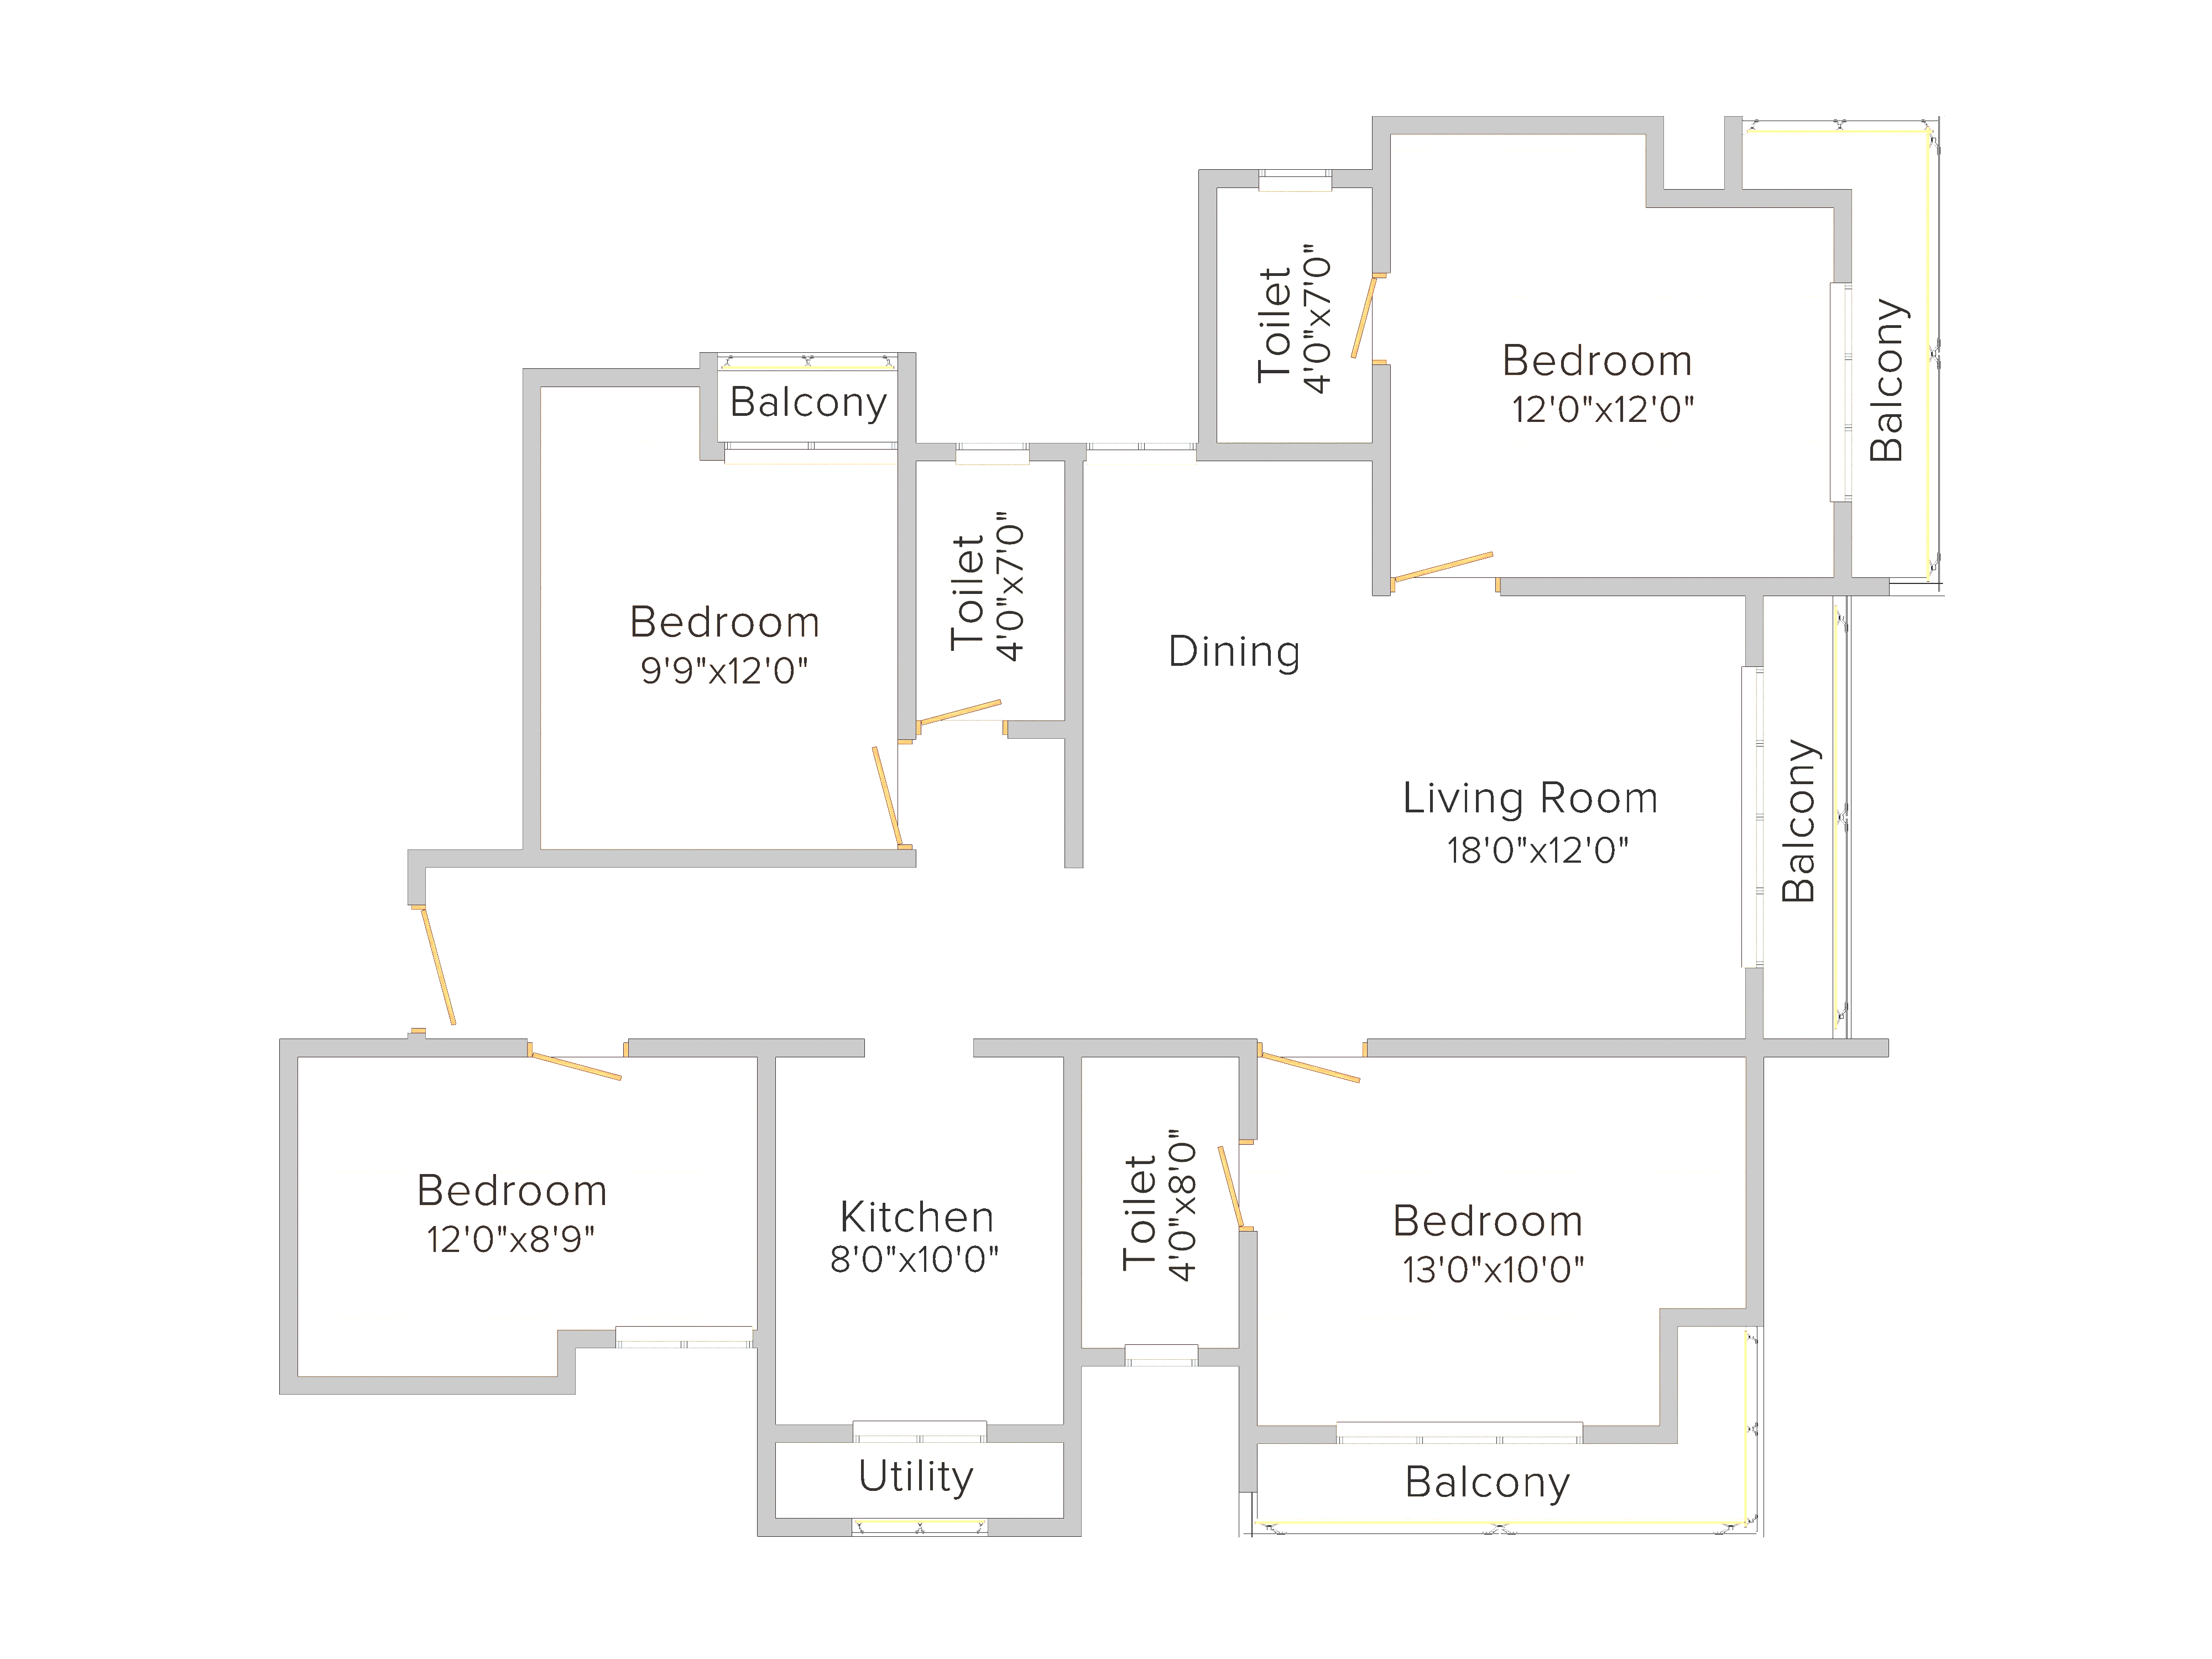 Toilet
4'0"x7'0"
Bedroom
12'0"x12'0"
Balcony
Balcony
Bedroom
9'9"x12'0"
Toilet
4'0"x7'0"
Dining
Living Room
18'0"x12'0"
Balcony
Bedroom
12'0"x8'9"
Kitchen
8'0"x10'0"
Toilet
4'0"x8'0"
Bedroom
13'0"x10'0"
Utility
Balcony